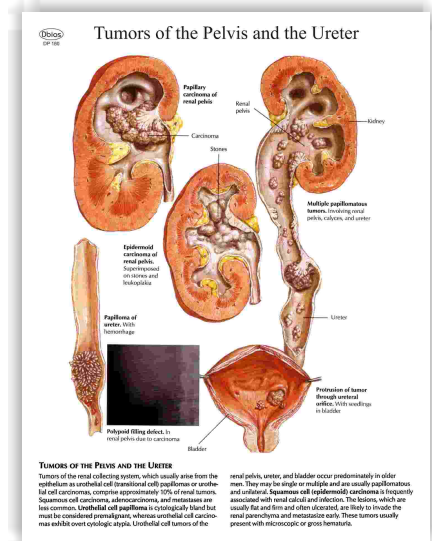 Dbios
DP 180
Tumors of the Pelvis and the Ureter
Papillary
carcinoma of
renal pelvis
Renal
pelvis
Carcinoma
Kidney
Stones
Multiple papillomatous
tumors. Involving renal
pelvis, calyces, and ureter
Epidermoid
carcinoma of
renal pelvis.
Superimposed
on stones and
leukoplakia
Papilloma of
ureter. With
hemorrhage
Ureter
Protrusion of tumor
through ureteral
orifice. With seedlings
in bladder
Polypoid filling defect. In
renal pelvis due to carcinoma
Bladder
TUMORS OF THE PELVIS AND THE URETER
Tumors of the renal collecting system, which usually arise from the
epithelium as urothelial cell (transitional cell) papillomas or urothe-
lial cell carcinomas, comprise approximately 10% of renal tumors.
Squamous cell carcinoma, adenocarcinoma, and metastases are
less common. Urothelial cell papilloma is cytologically bland but
must be considered premalignant, whereas urothelial cell carcino-
mas exhibit overt cytologic atypia. Urothelial cell tumors of the
renal pelvis, ureter, and bladder occur predominately in older
men. They may be single or multiple and are usually papillomatous
and unilateral. Squamous cell (epidermoid) carcinoma is frequently
associated with renal calculi and infection. The lesions, which are
usually flat and firm and often ulcerated, are likely to invade the
renal parenchyma and metastasize early. These tumors usually
present with microscopic or gross hematuria.